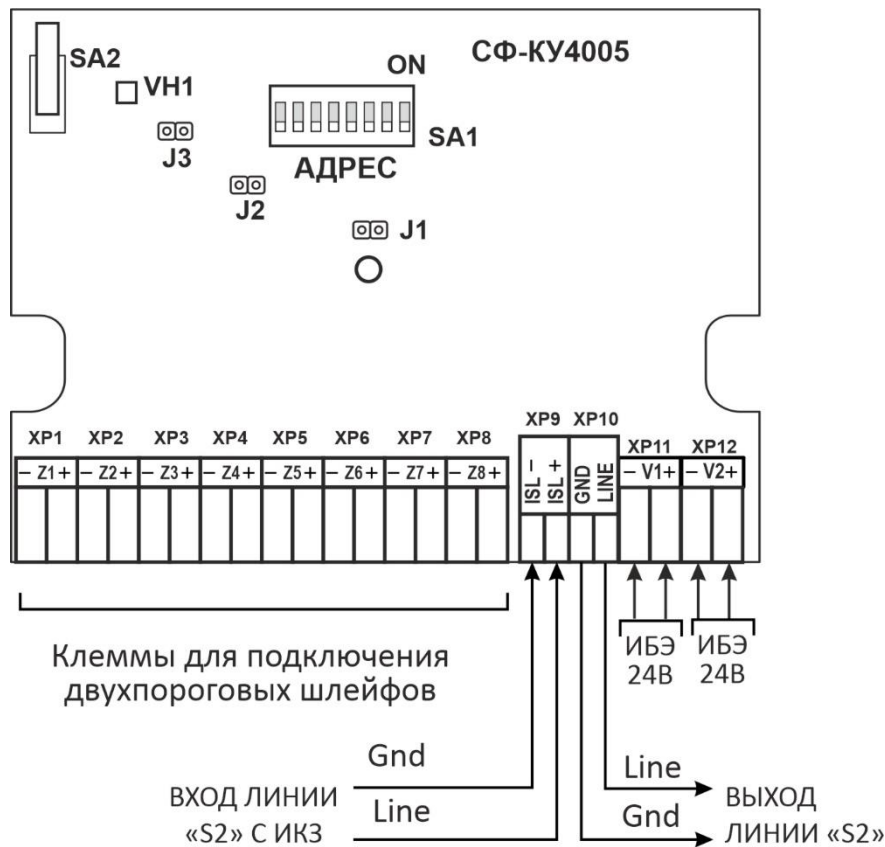 SA2
VH1
J3
J2
ON
SA1
АДРЕС
J1
СФ-КУ4005
XP1 XP2 XP3 XP4 XP5 XP6 XP7 XP8 XP9 XP10 XP11 XP12
– Z1 + – Z2 + – Z3 + – Z4 + – Z5 + – Z6 + – Z7 + – Z8 +
ISL –
ISL +
GND
LINE
– V1+
– V2+
Клеммы для подключения
двухпороговых шлейфов
ИБЭ
24В
ИБЭ
24В
Gnd
ВХОД ЛИНИИ
Line
«S2» С ИКЗ
Line
ВЫХОД
Gnd
ЛИНИИ «S2»